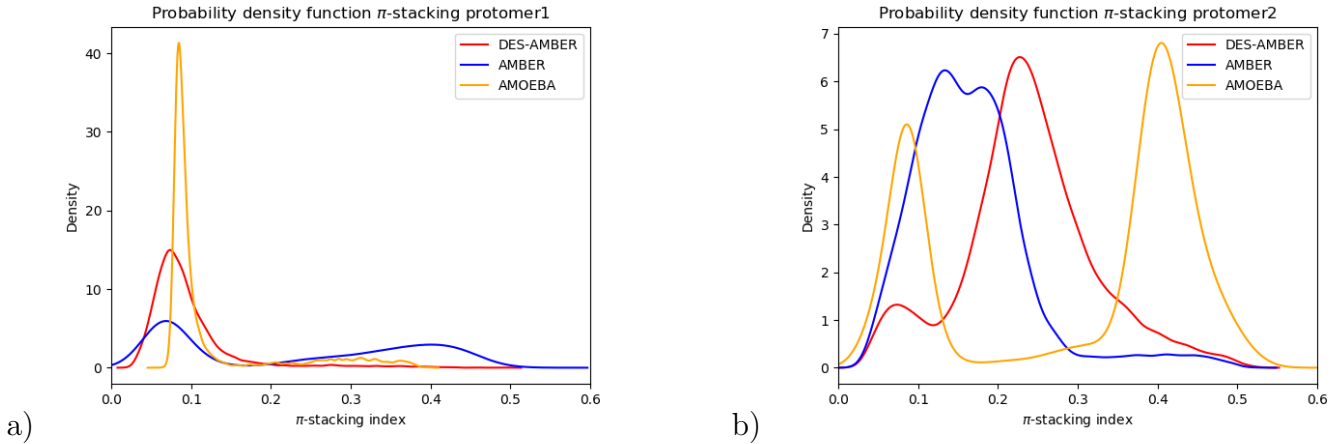 Probability density function π-stacking protomer1
DES-AMBER
AMBER
AMOEBA
Density
40
30
20
10
0
0.0 0.1 0.2 0.3 0.4 0.5 0.6
π-stacking index
a)
Probability density function π-stacking protomer2
DES-AMBER
AMBER
AMOEBA
Density
7
6
5
4
3
2
1
0
0.0 0.1 0.2 0.3 0.4 0.5 0.6
π-stacking index
b)